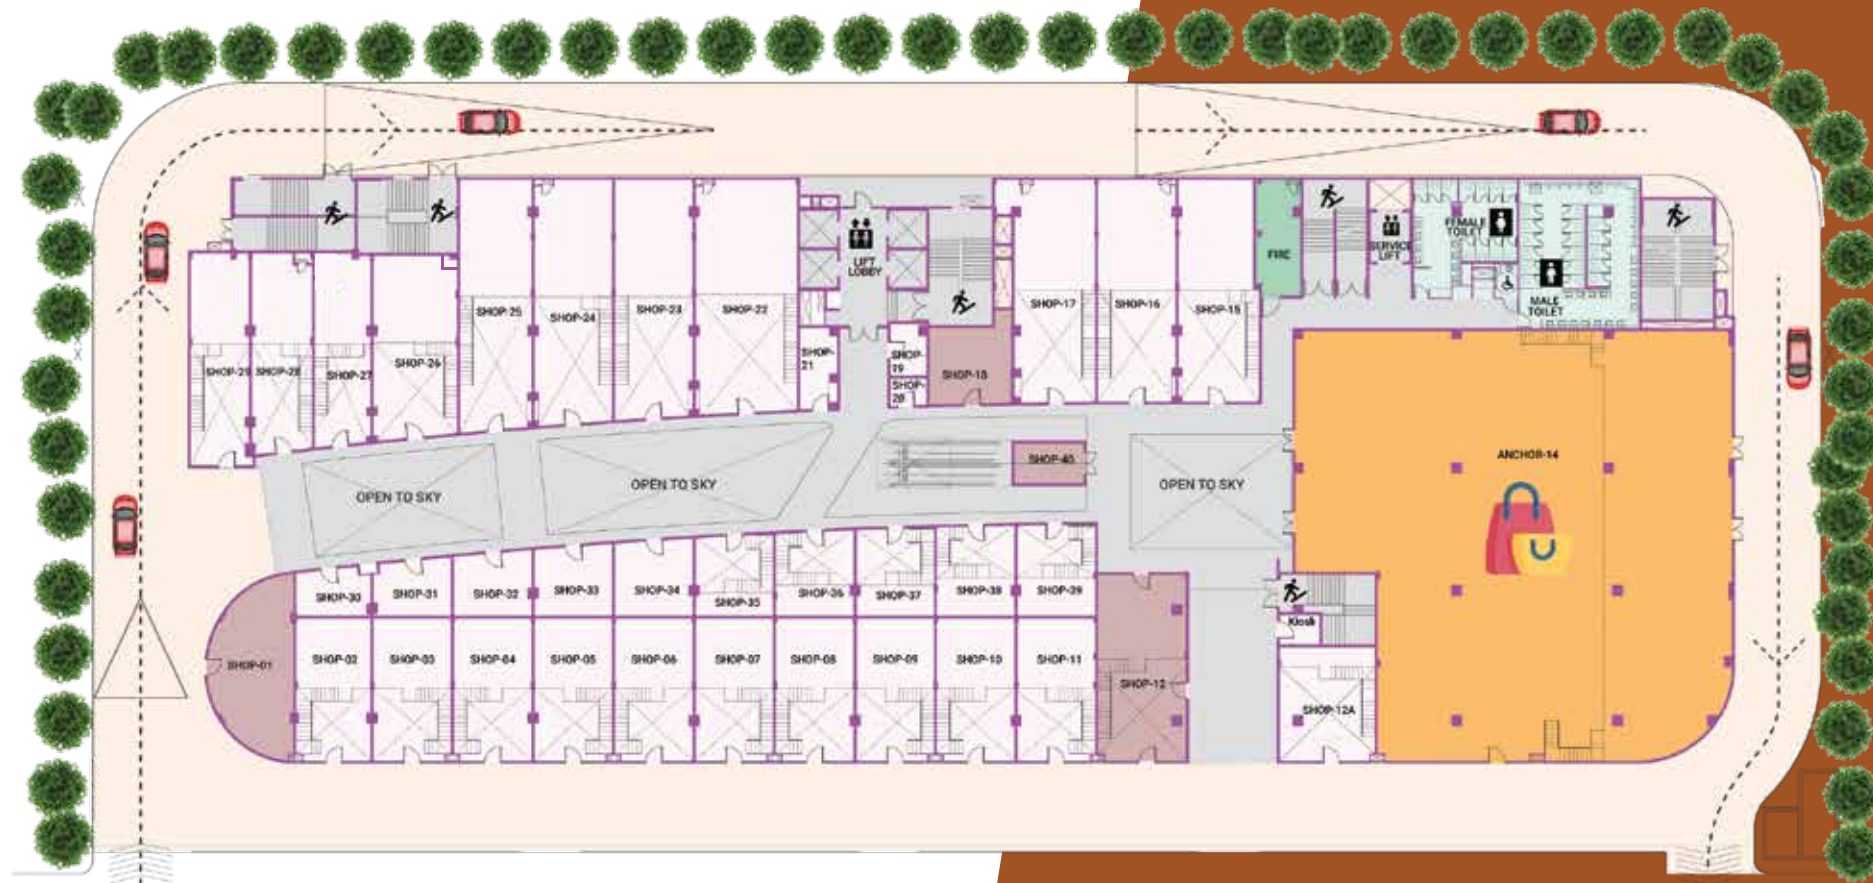 LIFT
LOBBY
FIRE
SERVICE
LIFT
FEMALE
TOILET
MALE
TOILET
SHOP-25
SHOP-24
SHOP-23
SHOP-22
SHOP-17
SHOP-16
SHOP-15
SHOP-29
SHOP-28
SHOP-27
SHOP-26
SHOP-
21
SHOP-
19
SHOP-
20
SHOP-18
OPEN TO SKY
OPEN TO SKY
SHOP-40
OPEN TO SKY
ANCHOR-14
SHOP-30
SHOP-31
SHOP-32
SHOP-33
SHOP-34
SHOP-35
SHOP-36
SHOP-37
SHOP-38
SHOP-39
Kiosk
SHOP-01
SHOP-02
SHOP-03
SHOP-04
SHOP-05
SHOP-06
SHOP-07
SHOP-08
SHOP-09
SHOP-10
SHOP-11
SHOP-12
SHOP-12A